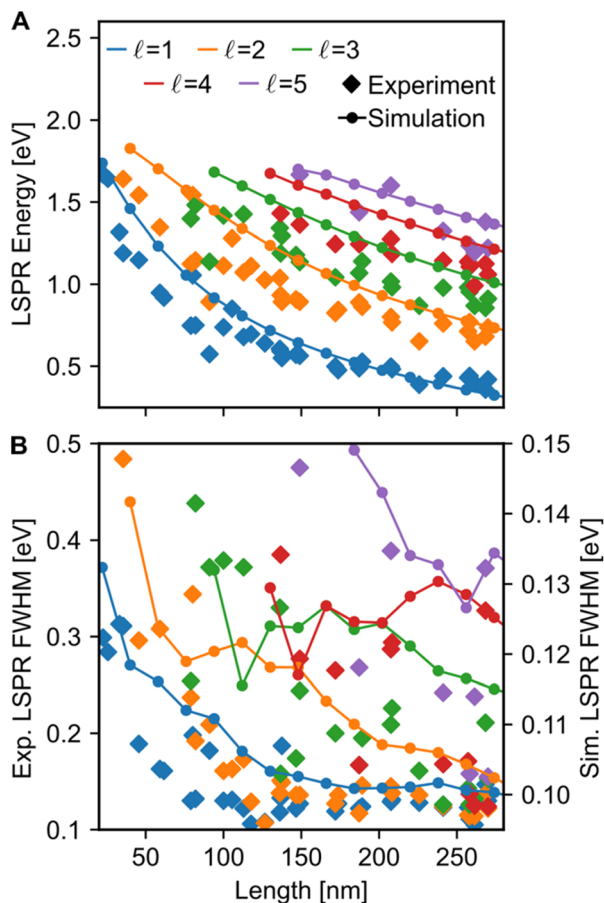 A
ℓ=1 ℓ=2 ℓ=3
ℓ=4 ℓ=5
Experiment
Simulation
2.5
2.0
1.5
1.0
0.5
LSPR Energy [eV]
B
0.5
0.4
0.3
0.2
0.1
Exp. LSPR FWHM [eV]
0.15
0.14
0.13
0.12
0.11
0.10
Sim. LSPR FWHM [eV]
50 100 150 200 250
Length [nm]